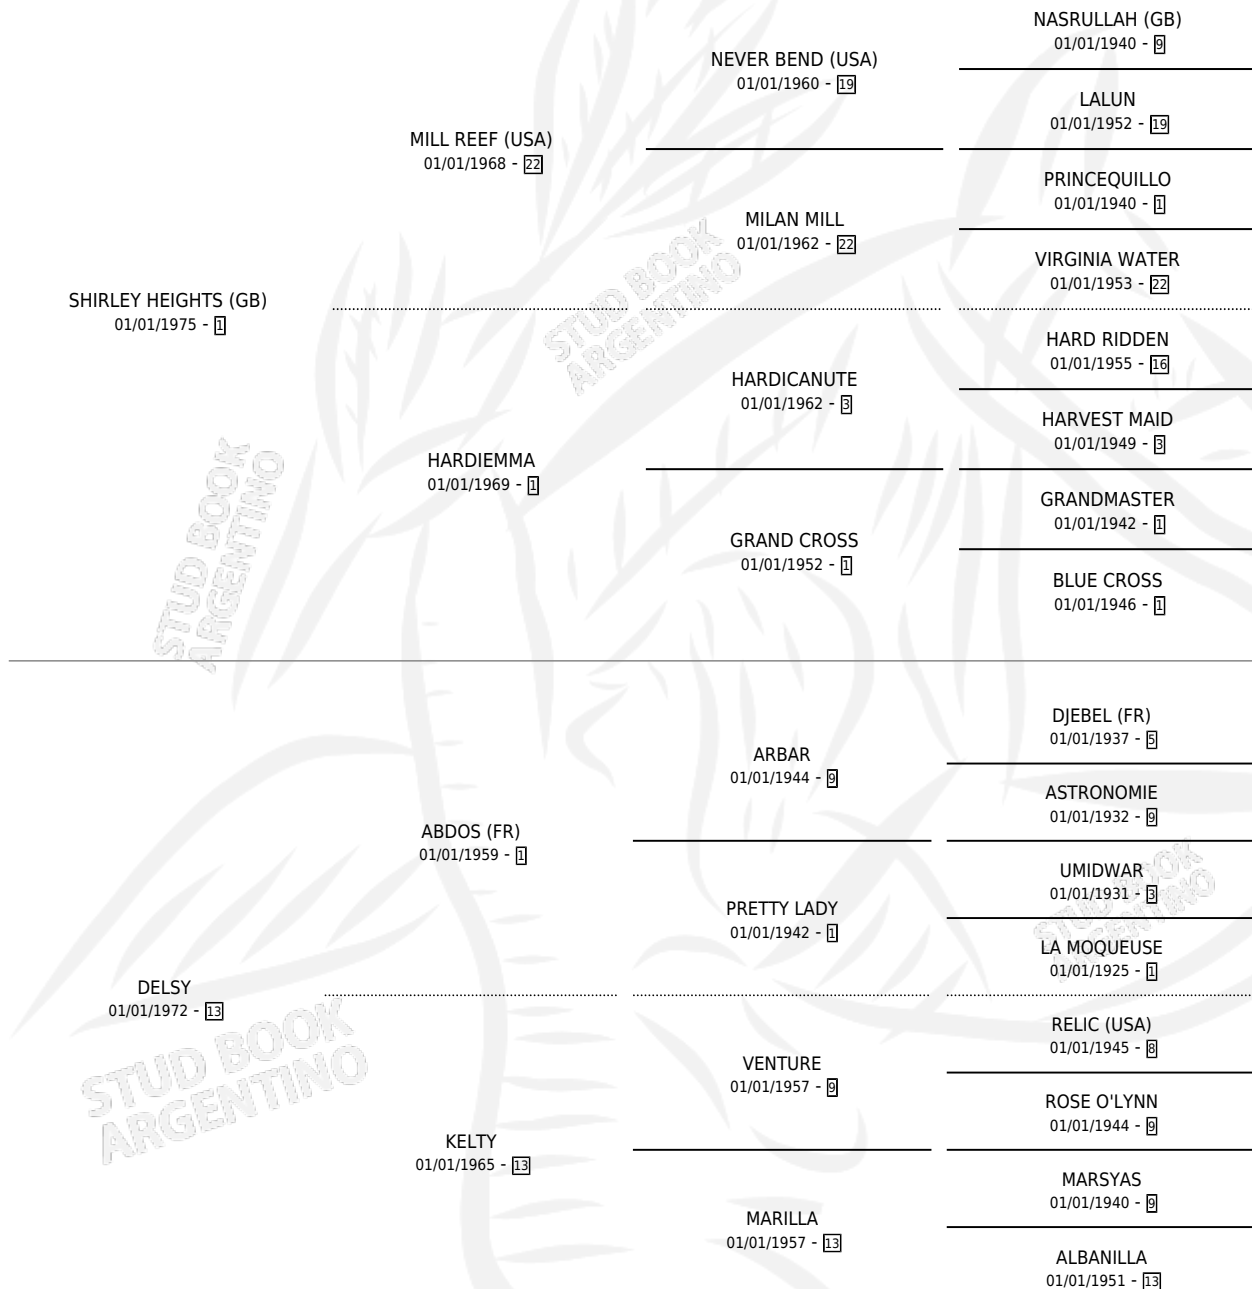 NASRULLAH (GB)
01/01/1940 - 9
NEVER BEND (USA)
01/01/1960 - 19
LALUN
01/01/1952 - 19
MILL REEF (USA)
01/01/1968 - 22
PRINCEQUILLO
01/01/1940 - 1
MILAN MILL
01/01/1962 - 22
VIRGINIA WATER
01/01/1953 - 22
SHIRLEY HEIGHTS (GB)
01/01/1975 - 1
STUD BOOK
ARGENTINO
HARD RIDDEN
01/01/1955 - 16
HARDICANUTE
01/01/1962 - 3
HARVEST MAID
01/01/1949 - 3
HARDIEMMA
01/01/1969 - 1
GRANDMASTER
01/01/1942 - 1
GRAND CROSS
01/01/1952 - 1
BLUE CROSS
01/01/1946 - 1
STUD BOOK
ARGENTINO
DJEBEL (FR)
01/01/1937 - 5
ARBAR
01/01/1944 - 9
ASTRONOMIE
01/01/1932 - 9
ABDOS (FR)
01/01/1959 - 1
UMIDWAR
01/01/1931 - 3
PRETTY LADY
01/01/1942 - 1
STUD BOOK
ARGENTINO
LA MOQUEUSE
01/01/1925 - 1
DELSY
01/01/1972 - 13
STUD BOOK
ARGENTINO
RELIC (USA)
01/01/1945 - 8
VENTURE
01/01/1957 - 9
ROSE O'LYNN
01/01/1944 - 9
KELTY
01/01/1965 - 13
MARSYAS
01/01/1940 - 9
MARILLA
01/01/1957 - 13
ALBANILLA
01/01/1951 - 13